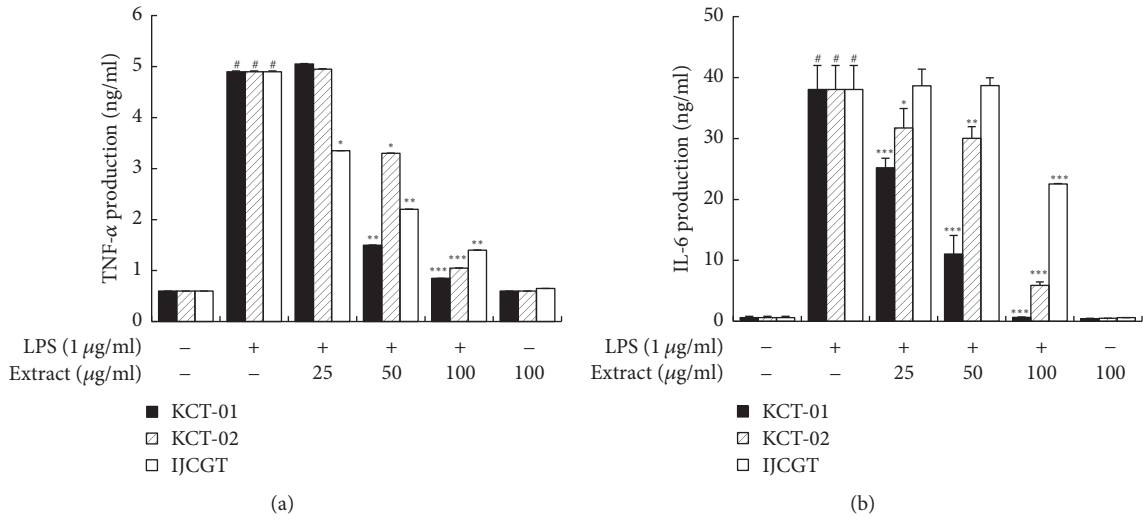 6
5
4
3
2
1
0
TNF-α production (ng/ml)
# # #
*
**
*
**
***
***
**
LPS (1 µg/ml) – + + + + –
Extract (µg/ml) – – 25 50 100 100
KCT-01
KCT-02
IJCGT
(a)
50
40
30
20
10
0
IL-6 production (ng/ml)
# # #
***
*
***
**
***
***
***
LPS (1 µg/ml) – + + + + –
Extract (µg/ml) – – 25 50 100 100
KCT-01
KCT-02
IJCGT
(b)